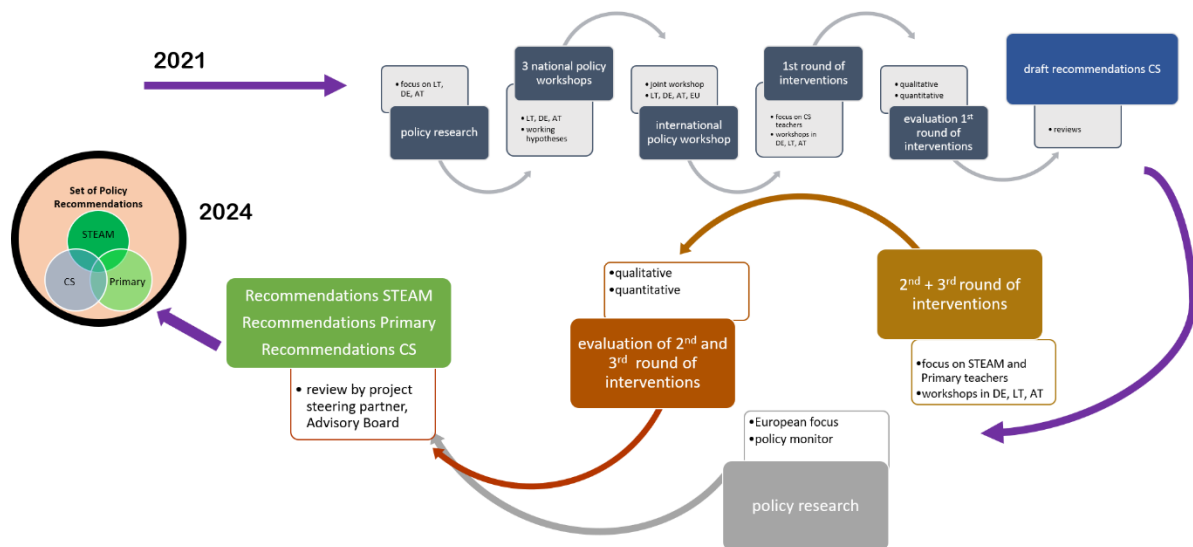 2021
• focus on LT,
DE, AT
policy research
3 national policy
workshops
• LT, DE, AT
• working
hypotheses
• joint workshop
• LT, DE, AT, EU
international
policy workshop
1st round of
interventions
• focus on CS
teachers
• workshops in
DE, LT, AT
• qualitative
• quantitative
evaluation 1st
round of
interventions
draft recommendations CS
• reviews
2nd + 3rd round of
interventions
• focus on STEAM and
Primary teachers
• workshops in DE, LT, AT
• qualitative
• quantitative
evaluation of 2nd and
3rd round of
interventions
• European focus
• policy monitor
policy research
Recommendations STEAM
Recommendations Primary
Recommendations CS
• review by project
steering partner,
Advisory Board
2024
Set of Policy
Recommendations
STEAM
CS
Primary